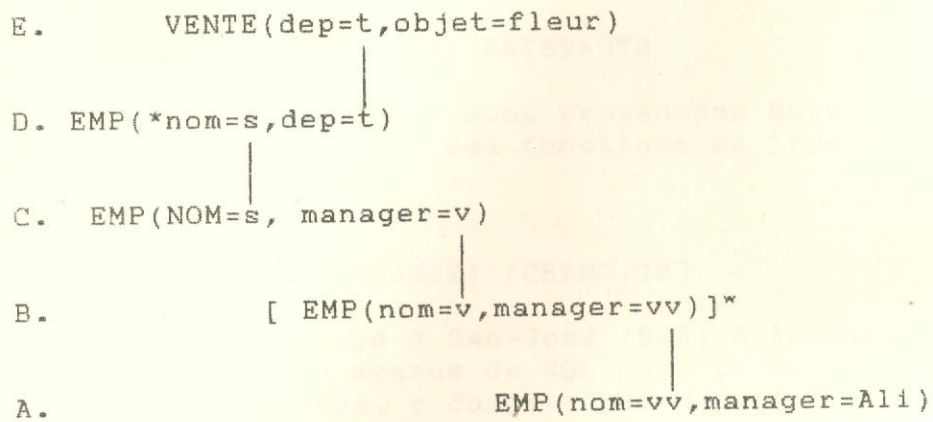 E. VENTE(dep=t,objet=fleur)
D. EMP(*nom=s,dep=t)
C. EMP(NOM=s, manager=v)
B. [ EMP(nom=v,manager=vv)]*
A. EMP(nom=vv,manager=Ali)